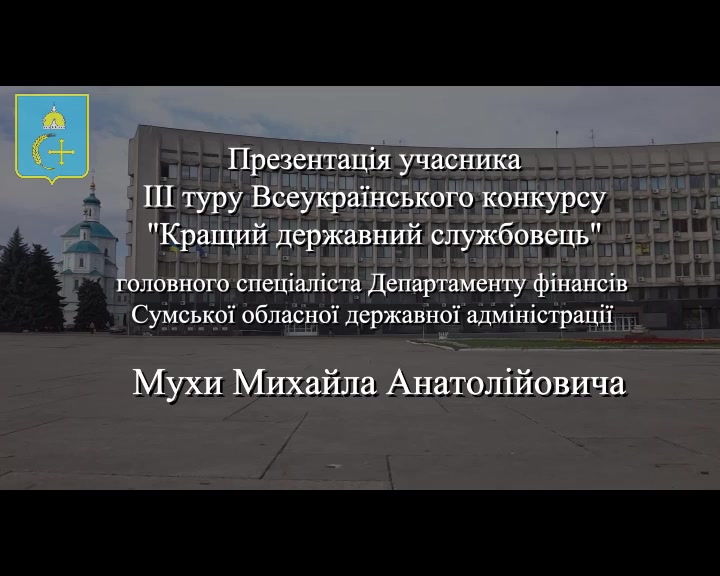 Презентація учасника
ІІІ туру Всеукраїнського конкурсу
"Кращий державний службовець"
головного спеціаліста Департаменту фінансів
Сумської обласної державної адміністрації
Мухи Михайла Анатолійовича